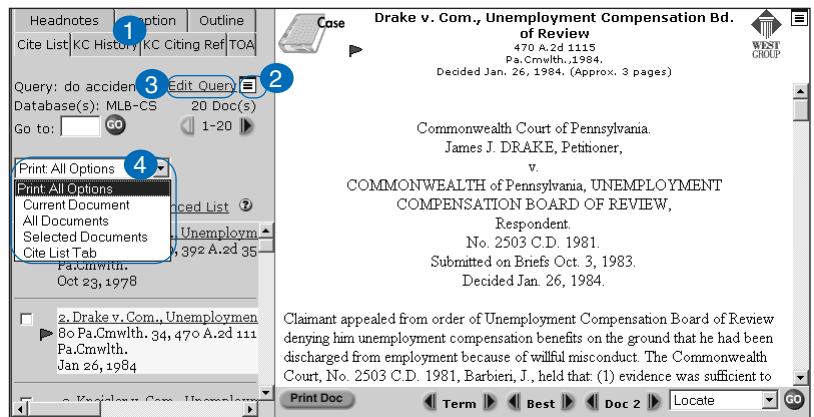 Headnotes
Outline
Cite List KC History KC Citing Ref TOA
1
Query: do acciden 3 Edit Query 2
Database(s): MLB-CS 20 Doc(s)
Go to: GO 1-20
Print: All Options 4
Print: All Options
Current Document
All Documents
Selected Documents
Cite List Tab
nced List ?
, Unemploym
, 392 A.2d 35
Pa.Cmwlth.
Oct 23, 1978
2. Drake v. Com., Unemploymen
80 Pa.Cmwlth. 34, 470 A.2d 111
Pa.Cmwlth.
Jan 26, 1984
Case
Drake v. Com., Unemployment Compensation Bd.
of Review
470 A.2d 1115
Pa.Cmwlth.,1984.
Decided Jan. 26, 1984. (Approx. 3 pages)
WEST
GROUP
Commonwealth Court of Pennsylvania.
James J. DRAKE, Petitioner,
v.
COMMONWEALTH of Pennsylvania, UNEMPLOYMENT
COMPENSATION BOARD OF REVIEW,
Respondent.
No. 2503 C.D. 1981.
Submitted on Briefs Oct. 3, 1983.
Decided Jan. 26, 1984.
Claimant appealed from order of Unemployment Compensation Board of Review
denying him unemployment compensation benefits on the ground that he had been
discharged from employment because of willful misconduct. The Commonwealth
Court, No. 2503 C.D. 1981, Barbieri, J., held that: (1) evidence was sufficient to
Print Doc Term Best Doc 2 Locate GO